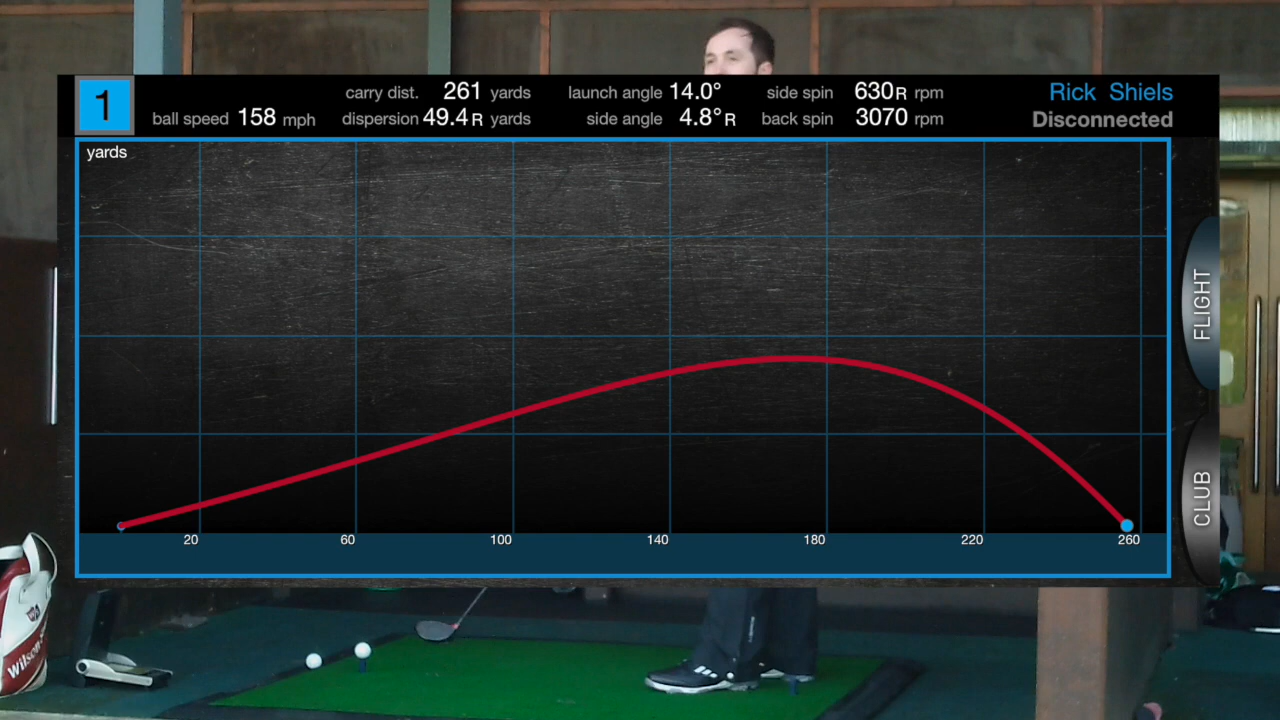 1
carry dist. 261 yards launch angle 14.0° side spin 630R rpm Rick Shiels
ball speed 158 mph dispersion 49.4R yards side angle 4.8°R back spin 3070 rpm Disconnected
yards
FLIGHT
CLUB
20 60 100 140 180 220 260
Wilson